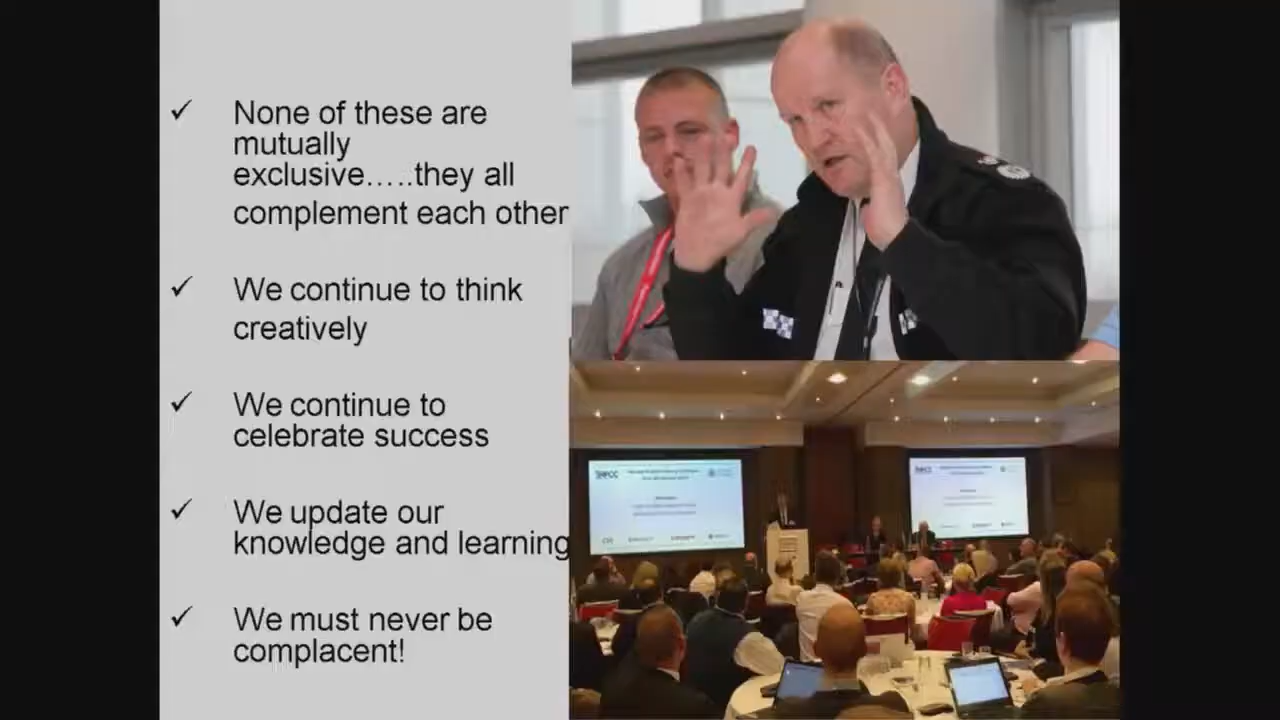 ✓ None of these are
mutually
exclusive…..they all
complement each other
✓ We continue to think
creatively
✓ We continue to
celebrate success
✓ We update our
knowledge and learning
✓ We must never be
complacent!